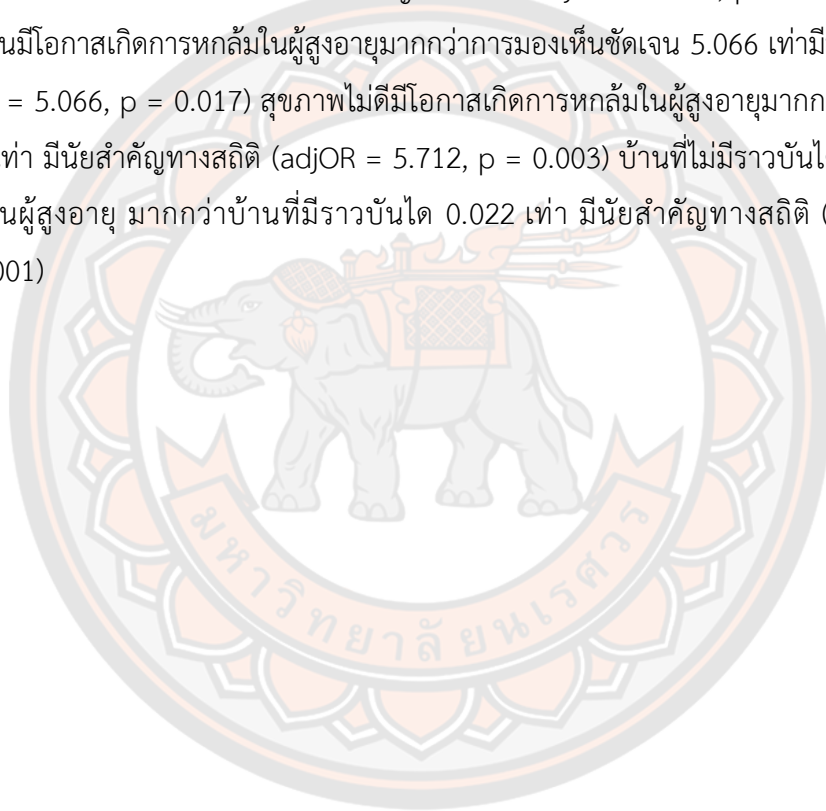 นมีโอกาสเกิดการหกล้มในผู้สูงอายุมากกว่าการมองเห็นชัดเจน 5.066 เท่ามี
= 5.066, p = 0.017) สุขภาพไม่ดีมีโอกาสเกิดการหกล้มในผู้สูงอายุมากก
เท่า มีนัยสำคัญทางสถิติ (adjOR = 5.712, p = 0.003) บ้านที่ไม่มีราวบันได
นผู้สูงอายุ มากกว่าบ้านที่มีราวบันได 0.022 เท่า มีนัยสำคัญทางสถิติ (
001)
มหาวิทยาลัยนเรศวร